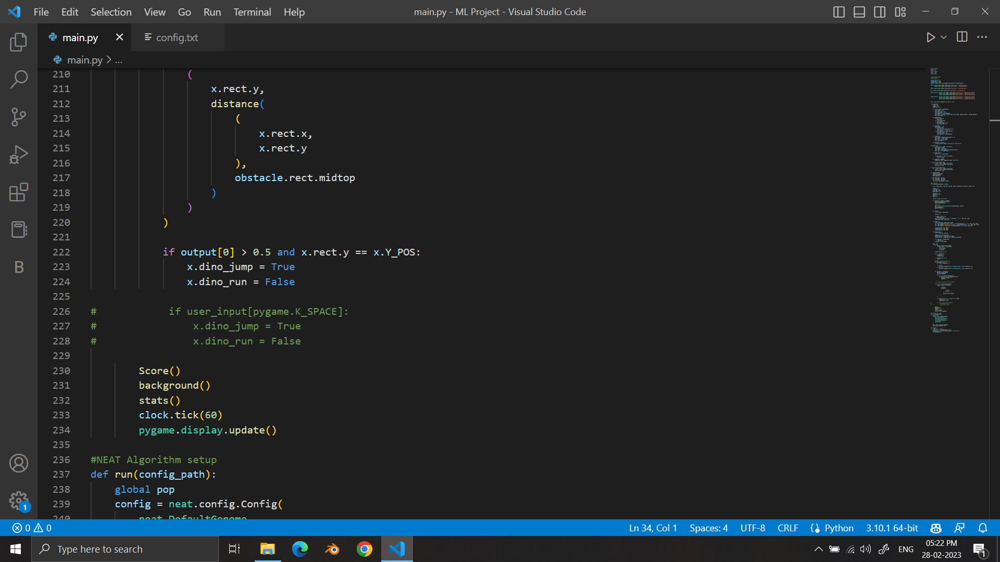 File Edit Selection View Go Run Terminal Help
main.py - ML Project - Visual Studio Code
main.py
config.txt
main.py > ...
210 (
211 x.rect.y,
212 distance(
213 (
214 x.rect.x,
215 x.rect.y
216 ),
217 obstacle.rect.midtop
218 )
219 )
220 )
221
222 if output[0] > 0.5 and x.rect.y == x.Y_POS:
223 x.dino_jump = True
224 x.dino_run = False
225
226 # if user_input[pygame.K_SPACE]:
227 # x.dino_jump = True
228 # x.dino_run = False
229
230 Score()
231 background()
232 stats()
233 clock.tick(60)
234 pygame.display.update()
235
236 #NEAT Algorithm setup
237 def run(config_path):
238 global pop
239 config = neat.config.Config(
240 neat.DefaultGenome
B
1
0 0
Ln 34, Col 1 Spaces: 4 UTF-8 CRLF Python 3.10.1 64-bit
Type here to search
ENG
05:22 PM
28-02-2023
1